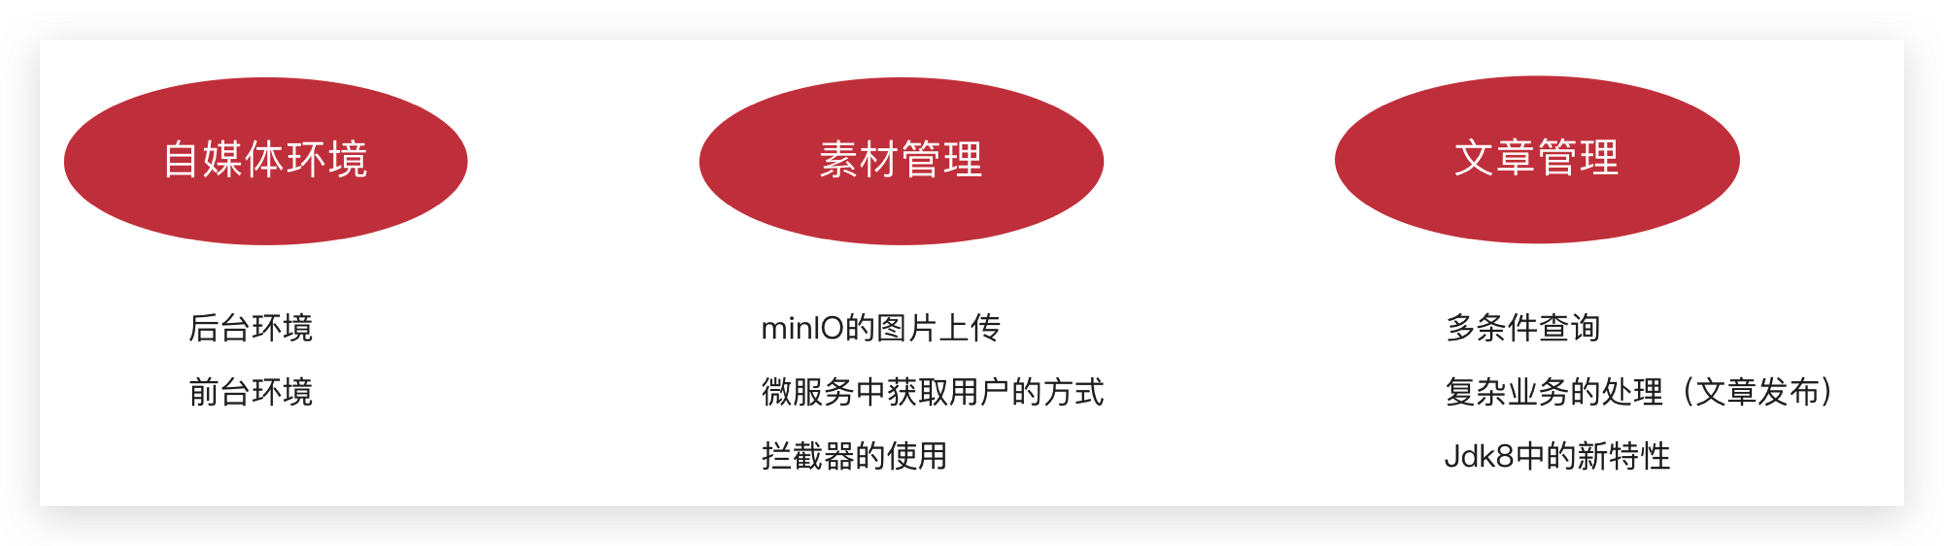 自媒体环境
后台环境
前台环境
素材管理
minIO的图片上传
微服务中获取用户的方式
拦截器的使用
文章管理
多条件查询
复杂业务的处理（文章发布）
Jdk8中的新特性